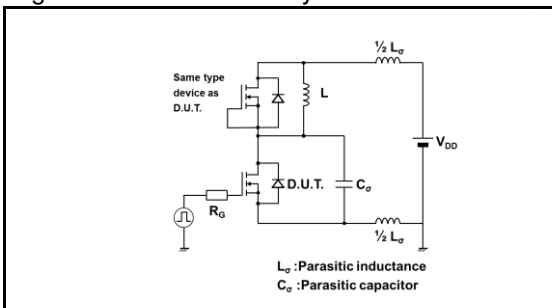 ½ Lσ
Same type
device as
D.U.T.
L
VDD
D.U.T.
Cσ
RG
½ Lσ
Lσ :Parasitic inductance
Cσ :Parasitic capacitor